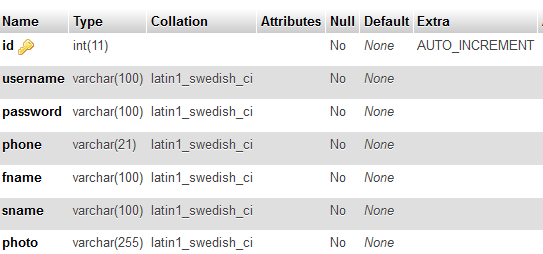 Name Type Collation Attributes Null Default Extra
id int(11) No None AUTO_INCREMENT
username varchar(100) latin1_swedish_ci No None
password varchar(100) latin1_swedish_ci No None
phone varchar(21) latin1_swedish_ci No None
fname varchar(100) latin1_swedish_ci No None
sname varchar(100) latin1_swedish_ci No None
photo varchar(255) latin1_swedish_ci No None